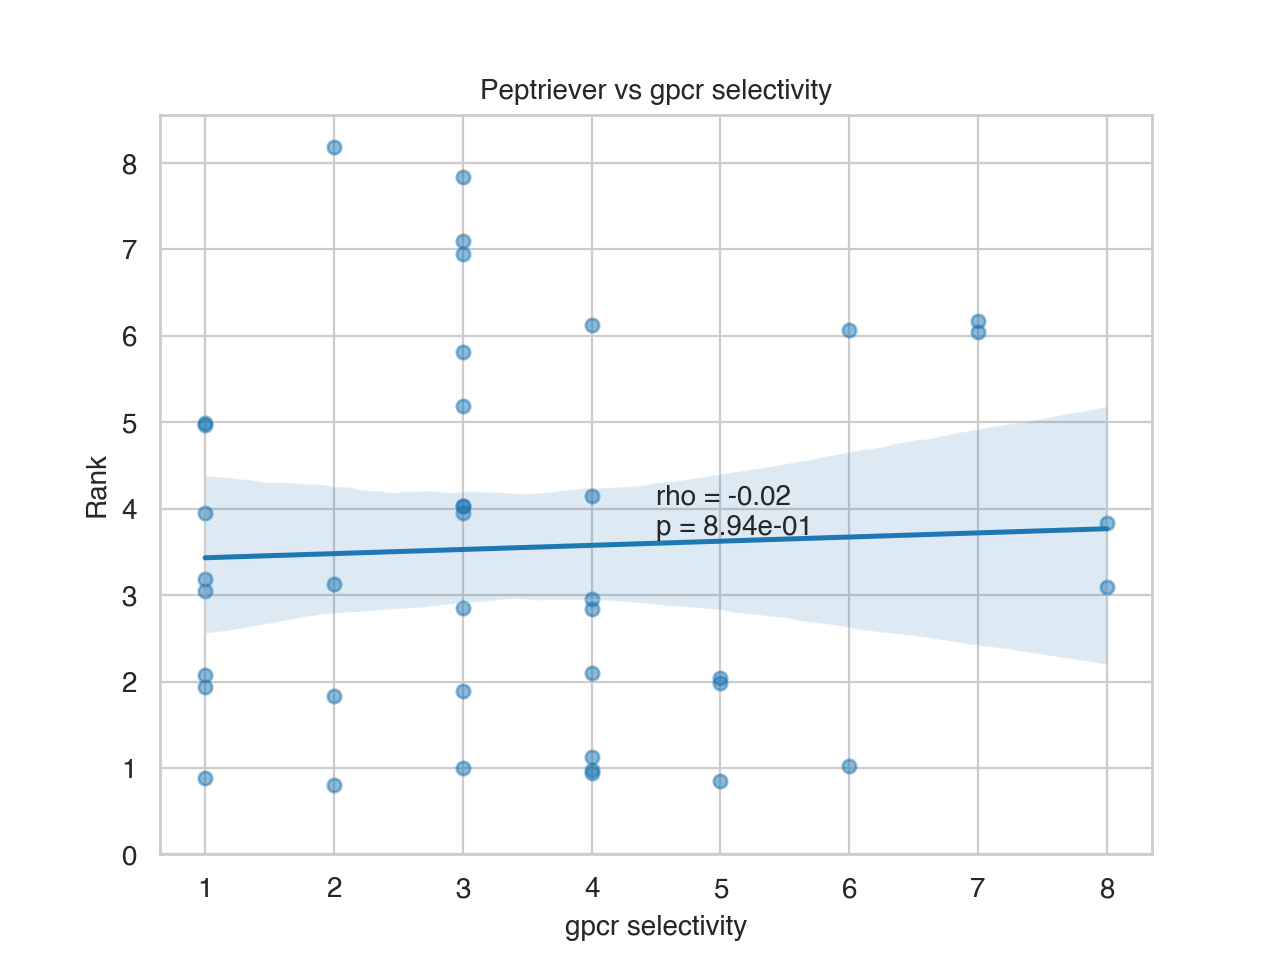 Peptriever vs gpcr selectivity
8
7
6
5
4
3
2
1
0
Rank
rho = -0.02
p = 8.94e-01
1 2 3 4 5 6 7 8
gpcr selectivity